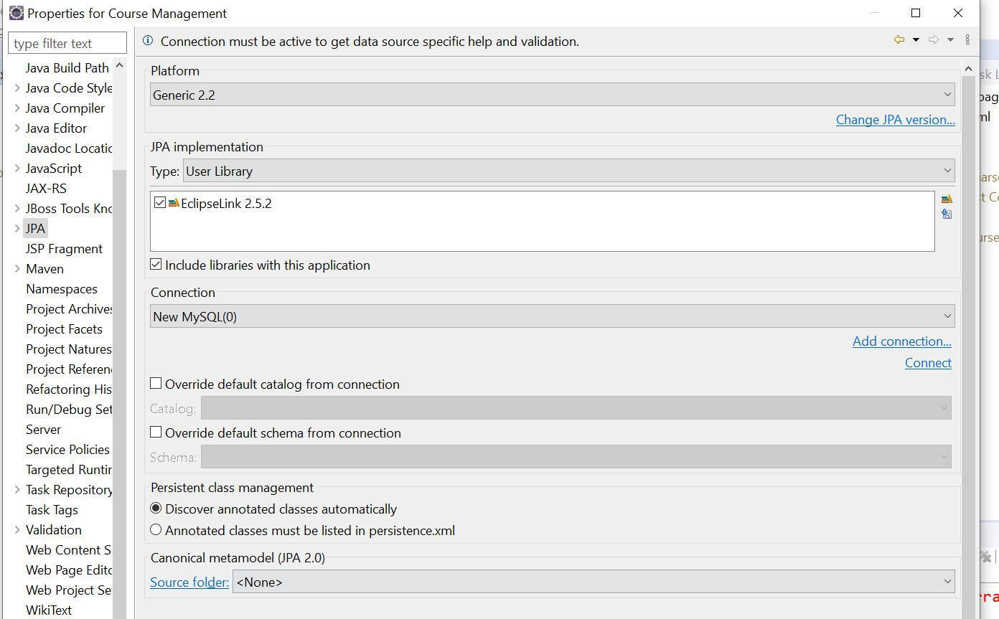 Properties for Course Management
type filter text
Connection must be active to get data source specific help and validation.
Java Build Path
Java Code Style
Java Compiler
Java Editor
Javadoc Locatic
JavaScript
JAX-RS
JBoss Tools Knc
JPA
JSP Fragment
Maven
Namespaces
Project Archives
Project Facets
Project Natures
Project Referen
Refactoring His
Run/Debug Set
Server
Service Policies
Targeted Runtir
Task Repository
Task Tags
Validation
Web Content S
Web Page Edito
Web Project Se
WikiText
Platform
Generic 2.2
Change JPA version...
JPA implementation
Type: User Library
EclipseLink 2.5.2
Include libraries with this application
Connection
New MySQL(0)
Add connection...
Connect
Override default catalog from connection
Catalog:
Override default schema from connection
Schema:
Persistent class management
Discover annotated classes automatically
Annotated classes must be listed in persistence.xml
Canonical metamodel (JPA 2.0)
Source folder: <None>
sk L
pag
ml
arse
t Co
urse
rra